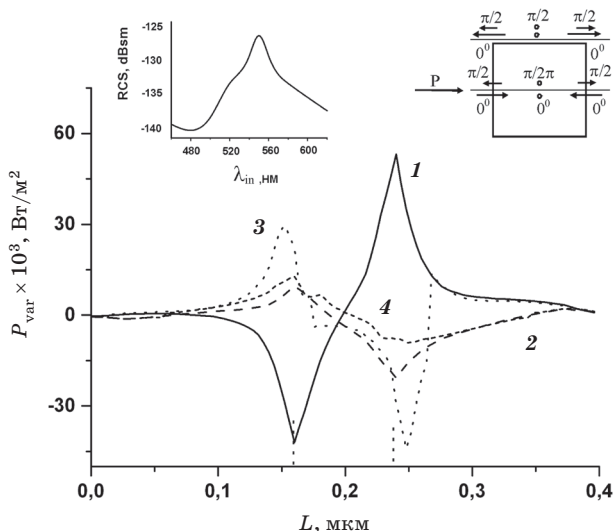 -125
-130
-135
-140
RCS, dBsm
480 520 560 600
λin ,НМ
π/2 π/2 π/2
0⁰ 0⁰
π/2 π/2π π/2
P
0⁰ 0⁰ 0⁰
60
30
0
-30
Pvar × 10³, Вт/м²
1
3
4
2
0,0 0,1 0,2 0,3 0,4
L, мкм